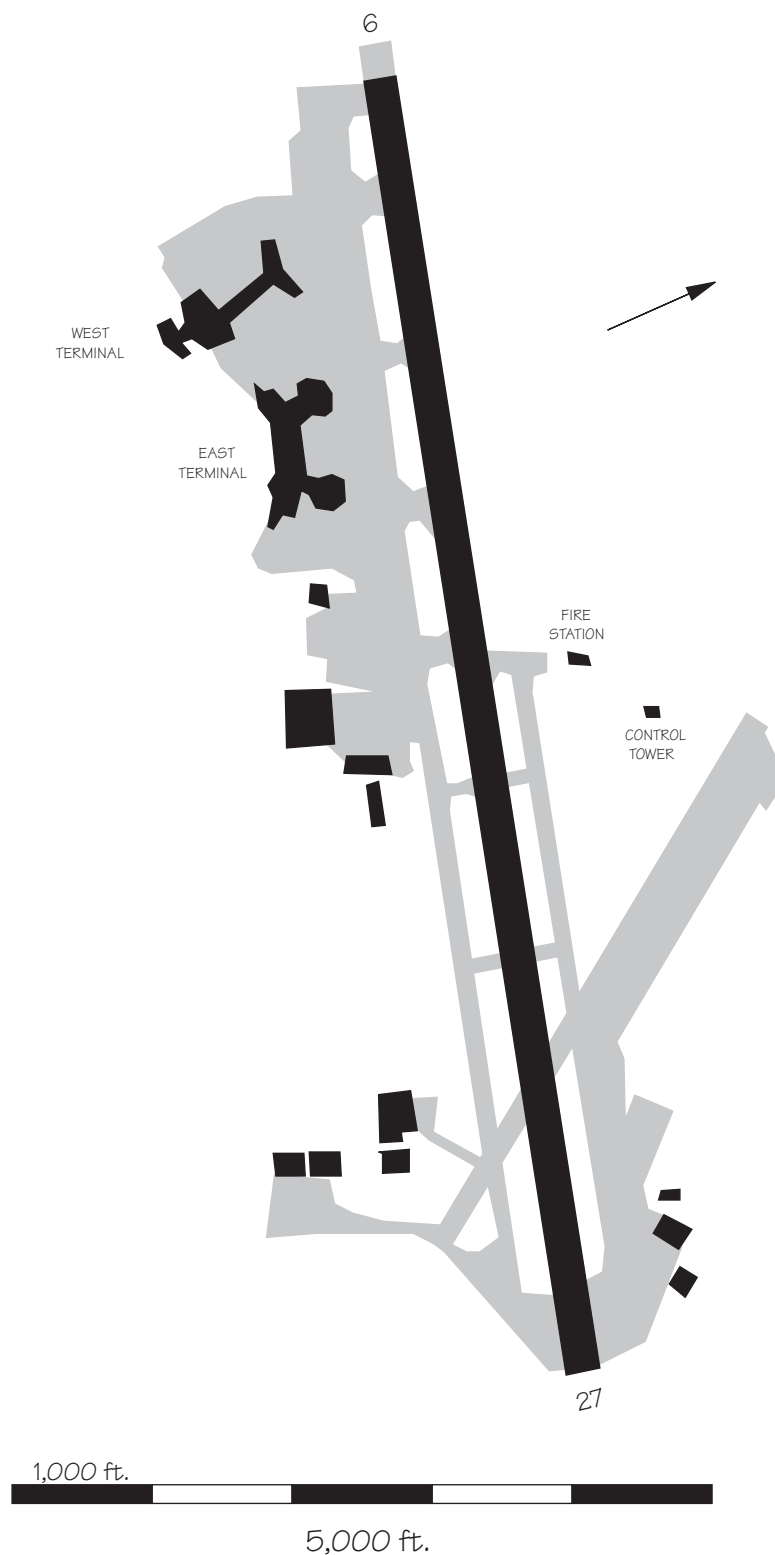 6
WEST
TERMINAL
EAST
TERMINAL
FIRE
STATION
CONTROL
TOWER
27
1,000 ft.
5,000 ft.